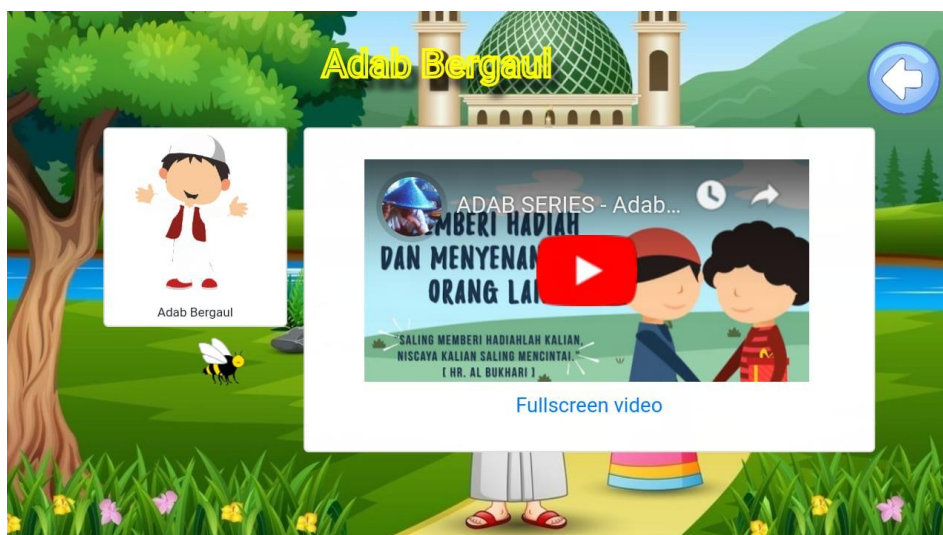 Adab Bergaul
Adab Bergaul
ADAB SERIES - Adab...
MBERI HADIAH
DAN MENYENAN
ORANG LA
"SALING MEMBERI HADIAHLAH KALIAN,
NISCAYA KALIAN SALING MENCINTAI."
[ HR. AL BUKHARI ]
Fullscreen video